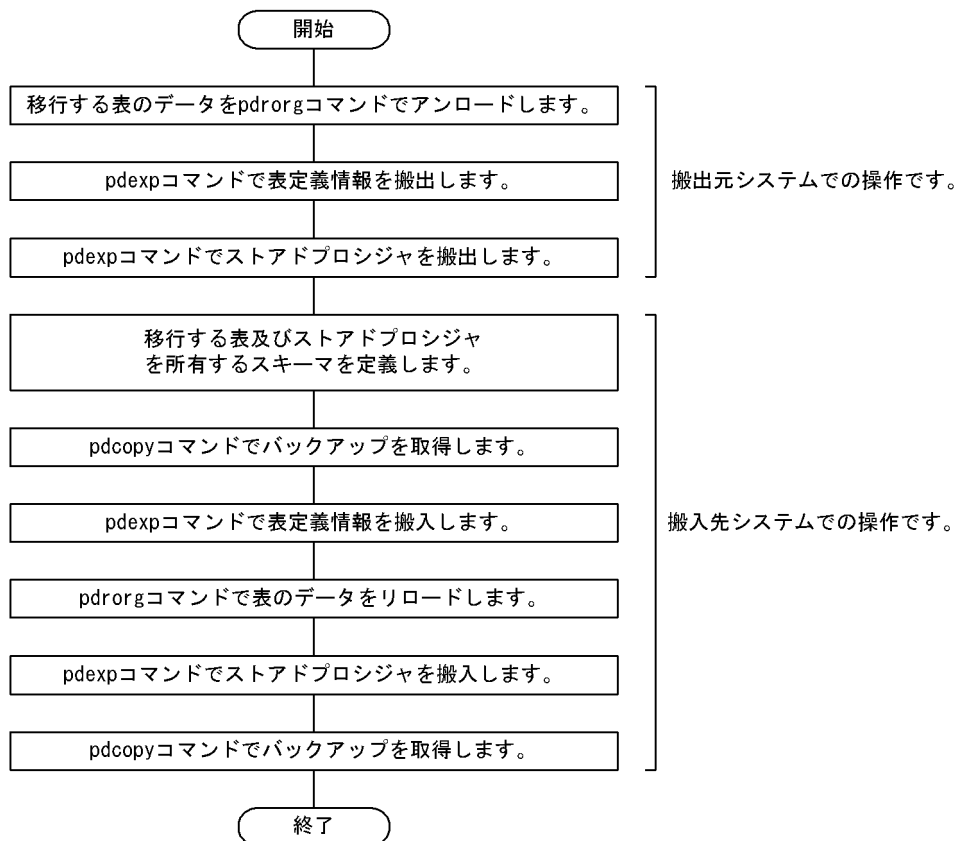 開始
移行する表のデータをpdrorgコマンドでアンロードします。
pdexpコマンドで表定義情報を搬出します。
搬出元システムでの操作です。
pdexpコマンドでストアドプロシジャを搬出します。
移行する表及びストアドプロシジャ
を所有するスキーマを定義します。
pdcopyコマンドでバックアップを取得します。
pdexpコマンドで表定義情報を搬入します。
搬入先システムでの操作です。
pdrorgコマンドで表のデータをリロードします。
pdexpコマンドでストアドプロシジャを搬入します。
pdcopyコマンドでバックアップを取得します。
終了